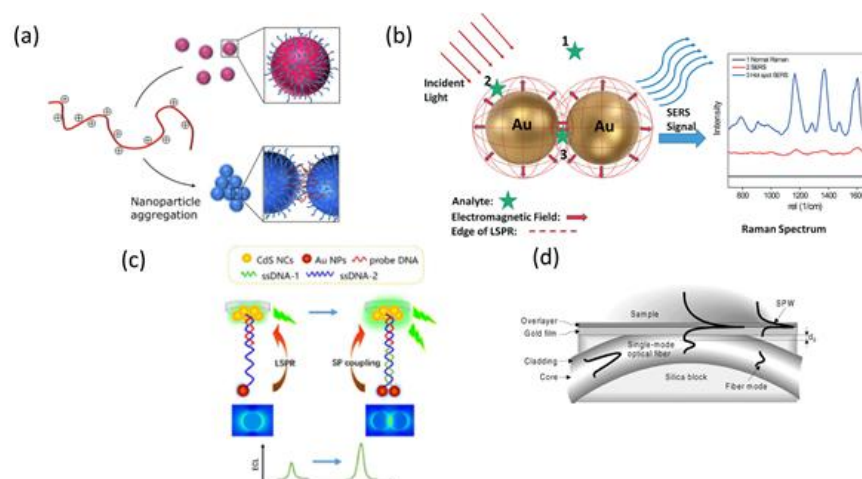 (a)
Nanoparticle
aggregation
(b)
Incident
Light
1
2
3
Au
Au
SERS
Signal
Analyte:
Electromagnetic Field:
Edge of LSPR:
1 Normal Raman
2 SERS
3 Hot spot SERS
Intensity
800 1000 1200 1400 1600
rel (1/cm)
Raman Spectrum
(c)
CdS NCs Au NPs probe DNA
ssDNA-1 ssDNA-2
LSPR
SP coupling
ECL
(d)
Sample
SPW
Overlayer
Gold film
Single-mode
optical fiber
Cladding
Core
Silica block
Fiber mode